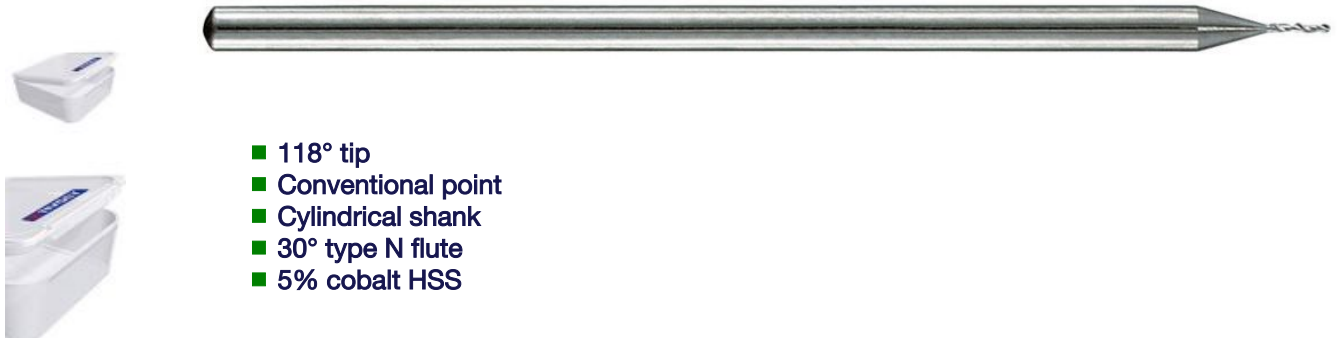 118° tip
Conventional point
Cylindrical shank
30° type N flute
5% cobalt HSS